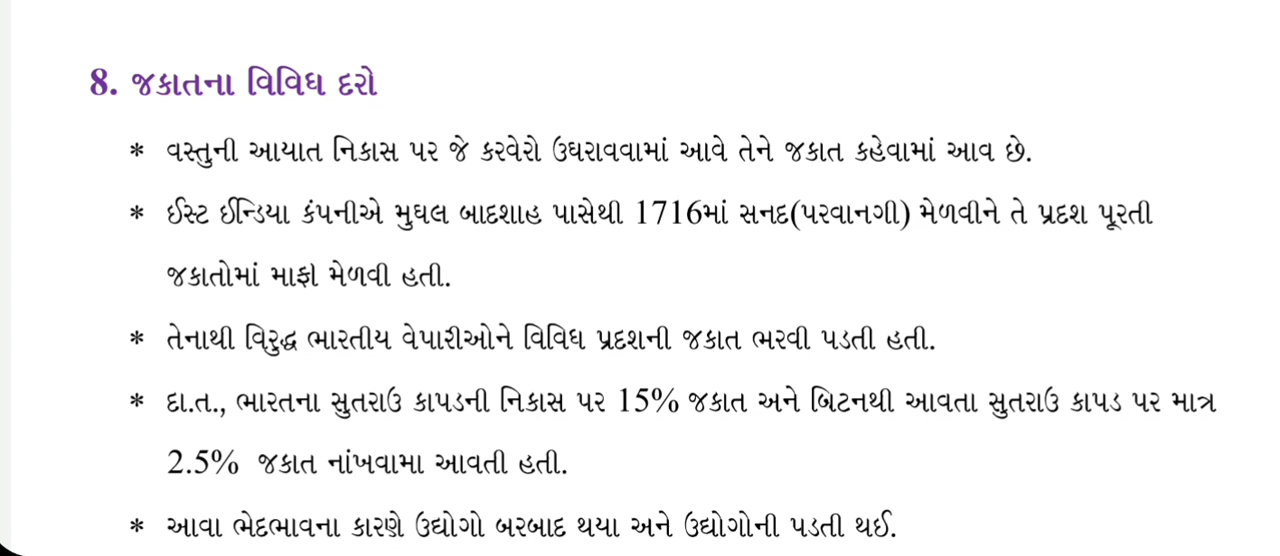 8. જકાતના વિવિધ દરો
* વસ્તુની આયાત નિકાસ પર જે કરવેરો ઉઘરાવવામાં આવે તેને જકાત કહેવામાં આવ છે.
* ઈસ્ટ ઈન્ડિયા કંપનીએ મુઘલ બાદશાહ પાસેથી 1716માં સનદ(પરવાનગી) મેળવીને તે પ્રદશ પૂરતી
જકાતોમાં માફી મેળવી હતી.
* તેનાથી વિરુદ્ધ ભારતીય વેપારીઓને વિવિધ પ્રદશની જકાત ભરવી પડતી હતી.
* દા.ત., ભારતના સુતરાઉ કાપડની નિકાસ પર 15% જકાત અને બિટનથી આવતા સુતરાઉ કાપડ પર માત્ર
2.5% જકાત નાંખવામા આવતી હતી.
* આવા ભેદભાવના કારણે ઉદ્યોગો બરબાદ થયા અને ઉદ્યોગોની પડતી થઈ.